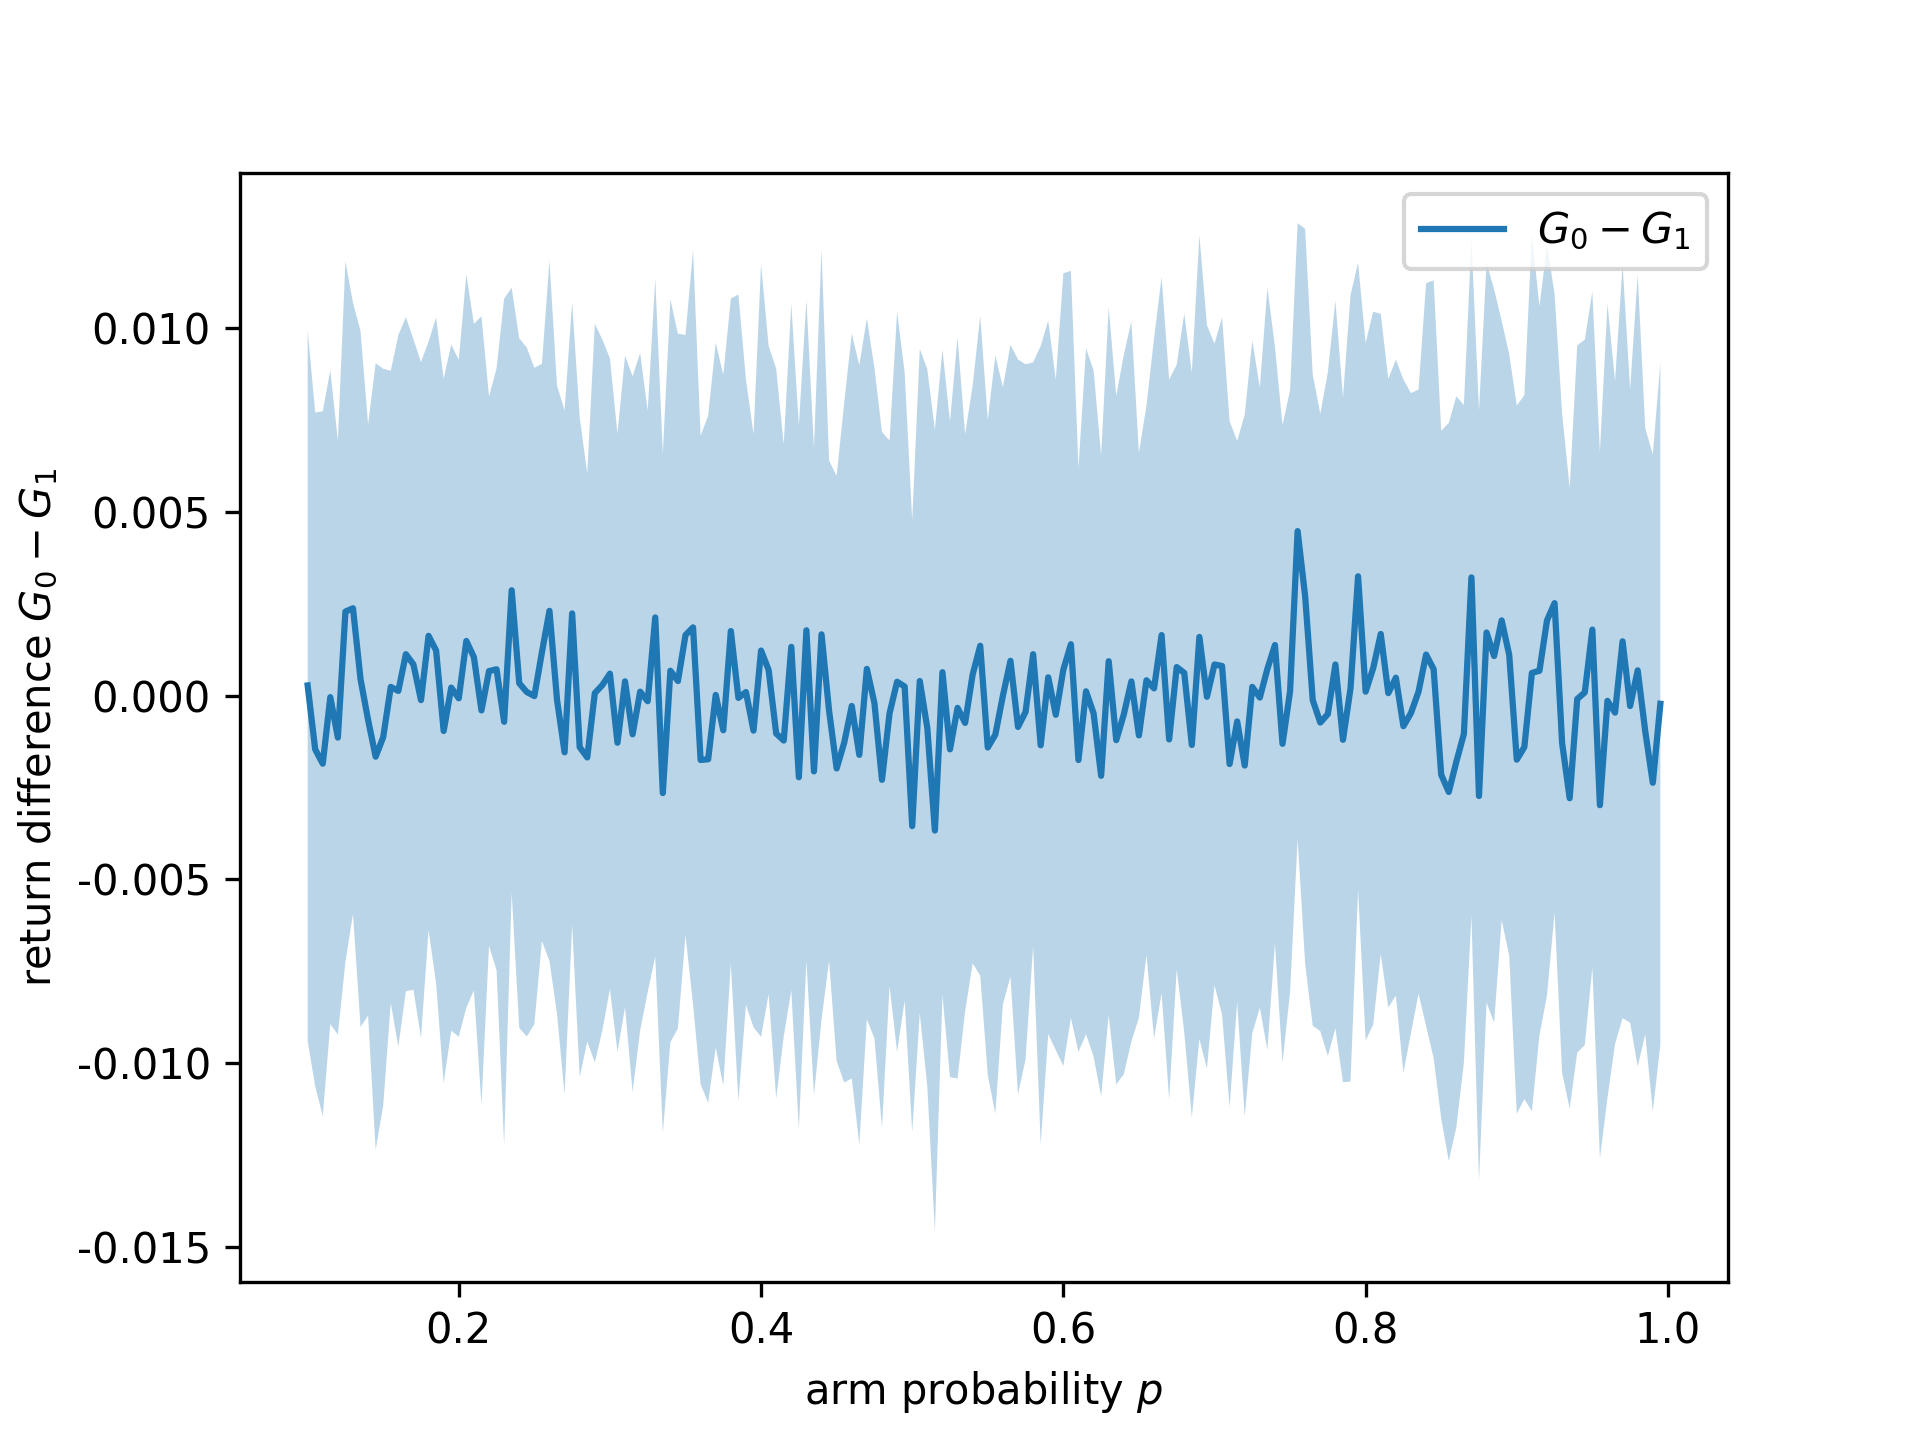 G₀ − G₁
0.010
0.005
0.000
-0.005
-0.010
-0.015
return difference G₀ − G₁
0.2 0.4 0.6 0.8 1.0
arm probability p